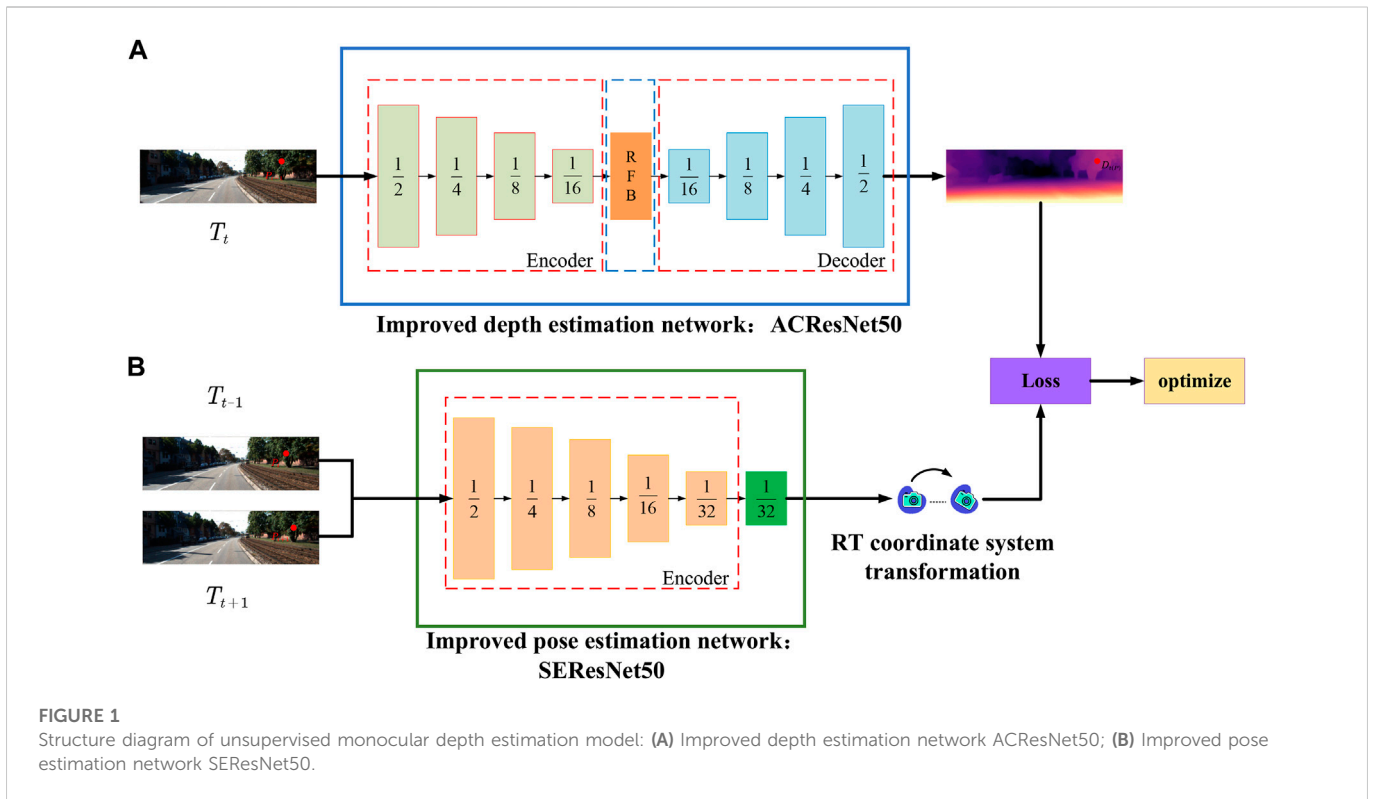 A
T_t
1/2
1/4
1/8
1/16
R
F
B
1/16
1/8
1/4
1/2
Encoder
Decoder
Improved depth estimation network： ACResNet50
B
T_{t-1}
T_{t+1}
1/2
1/4
1/8
1/16
1/32
1/32
Encoder
Improved pose estimation network：
SEResNet50
RT coordinate system
transformation
Loss
optimize
FIGURE 1
Structure diagram of unsupervised monocular depth estimation model: (A) Improved depth estimation network ACResNet50; (B) Improved pose
estimation network SEResNet50.